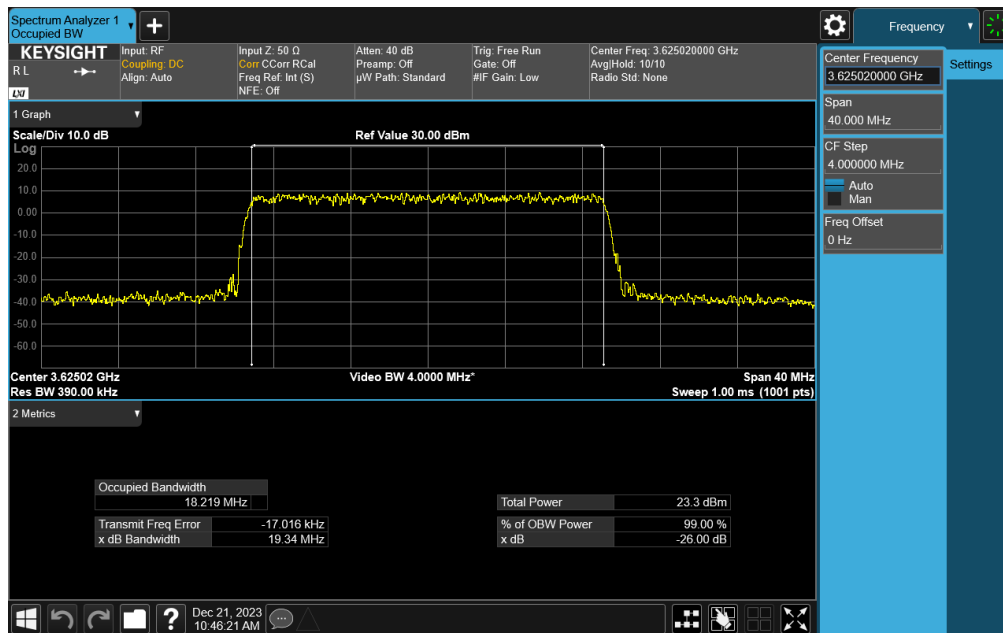 Spectrum Analyzer 1
Occupied BW
Frequency
KEYSIGHT
R L
LXI
Input: RF
Coupling: DC
Align: Auto
Input Z: 50 Ω
Corr CCorr RCal
Freq Ref: Int (S)
NFE: Off
Atten: 40 dB
Preamp: Off
µW Path: Standard
Trig: Free Run
Gate: Off
#IF Gain: Low
Center Freq: 3.625020000 GHz
Avg|Hold: 10/10
Radio Std: None
Center Frequency
3.625020000 GHz
Settings
Span
40.000 MHz
CF Step
4.000000 MHz
Auto
Man
Freq Offset
0 Hz
1 Graph
Scale/Div 10.0 dB
Ref Value 30.00 dBm
Log
20.0
10.0
0.00
-10.0
-20.0
-30.0
-40.0
-50.0
-60.0
Center 3.62502 GHz
Video BW 4.0000 MHz*
Span 40 MHz
Res BW 390.00 kHz
Sweep 1.00 ms (1001 pts)
2 Metrics
Occupied Bandwidth
18.219 MHz
Total Power 23.3 dBm
Transmit Freq Error -17.016 kHz
% of OBW Power 99.00 %
x dB Bandwidth 19.34 MHz
x dB -26.00 dB
?
Dec 21, 2023
10:46:21 AM